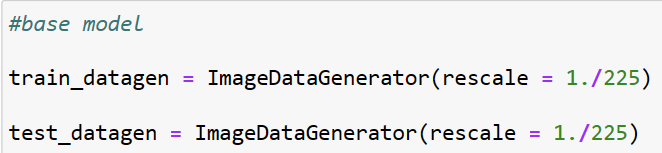 #base model
train_datagen = ImageDataGenerator(rescale = 1./225)
test_datagen = ImageDataGenerator(rescale = 1./225)